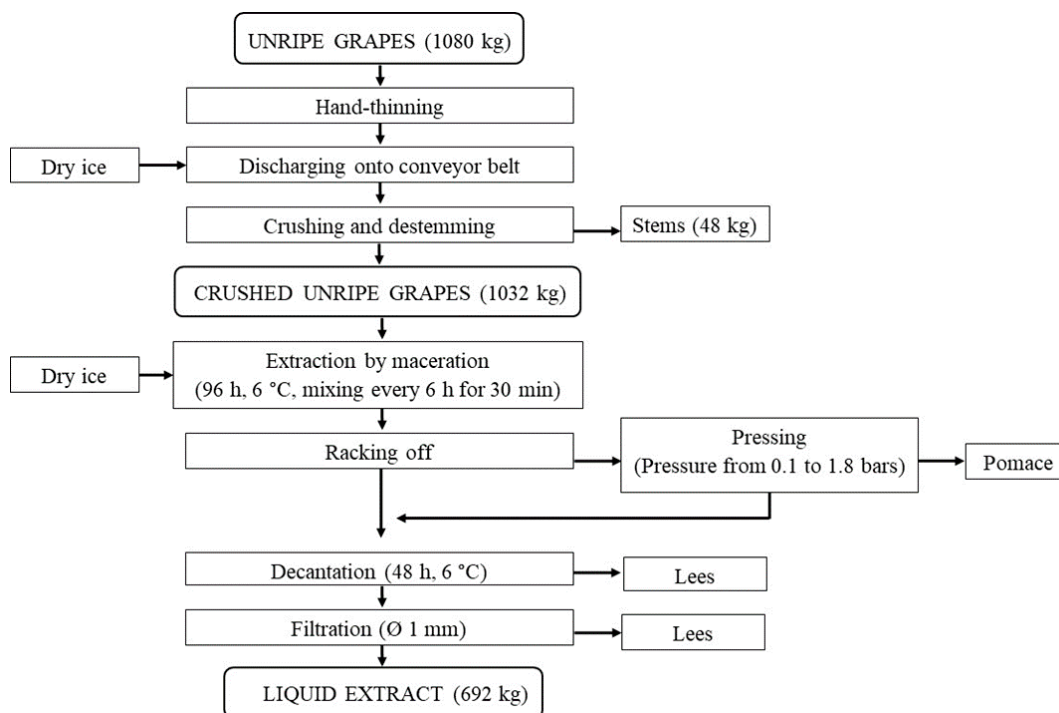 UNRIPE GRAPES (1080 kg)
Hand-thinning
Dry ice
Discharging onto conveyor belt
Crushing and destemming
Stems (48 kg)
CRUSHED UNRIPE GRAPES (1032 kg)
Dry ice
Extraction by maceration
(96 h, 6 °C, mixing every 6 h for 30 min)
Racking off
Pressing
(Pressure from 0.1 to 1.8 bars)
Pomace
Decantation (48 h, 6 °C)
Lees
Filtration (Ø 1 mm)
Lees
LIQUID EXTRACT (692 kg)